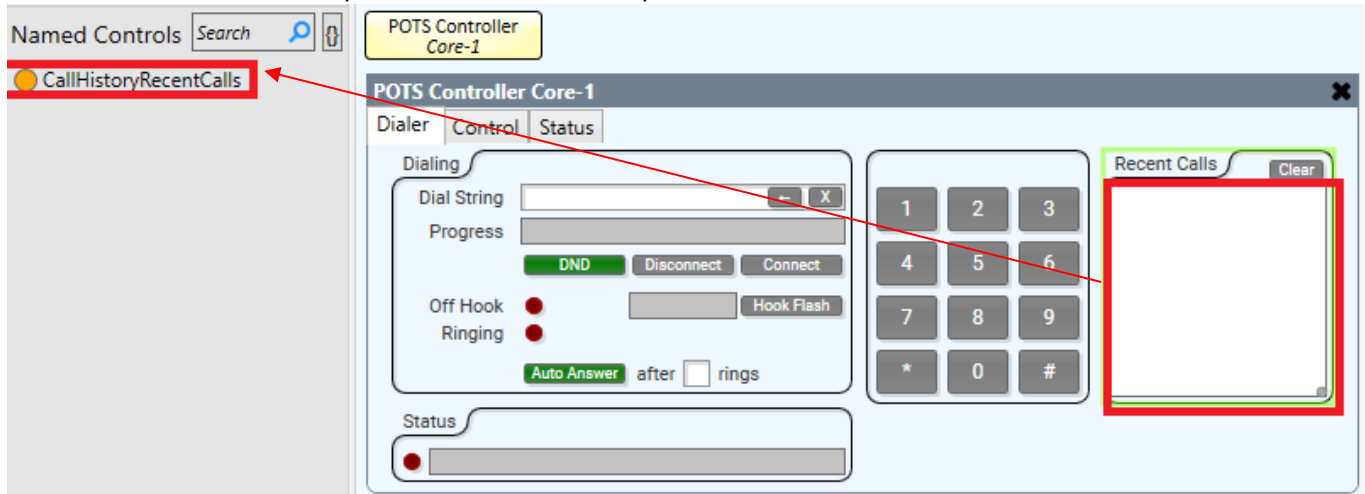 Named Controls Search {}
CallHistoryRecentCalls
POTS Controller
Core-1
POTS Controller Core-1
Dialer Control Status
Dialing
Dial String ← X
Progress
DND Disconnect Connect
Off Hook Hook Flash
Ringing
Auto Answer after rings
1 2 3
4 5 6
7 8 9
* 0 #
Recent Calls Clear
Status